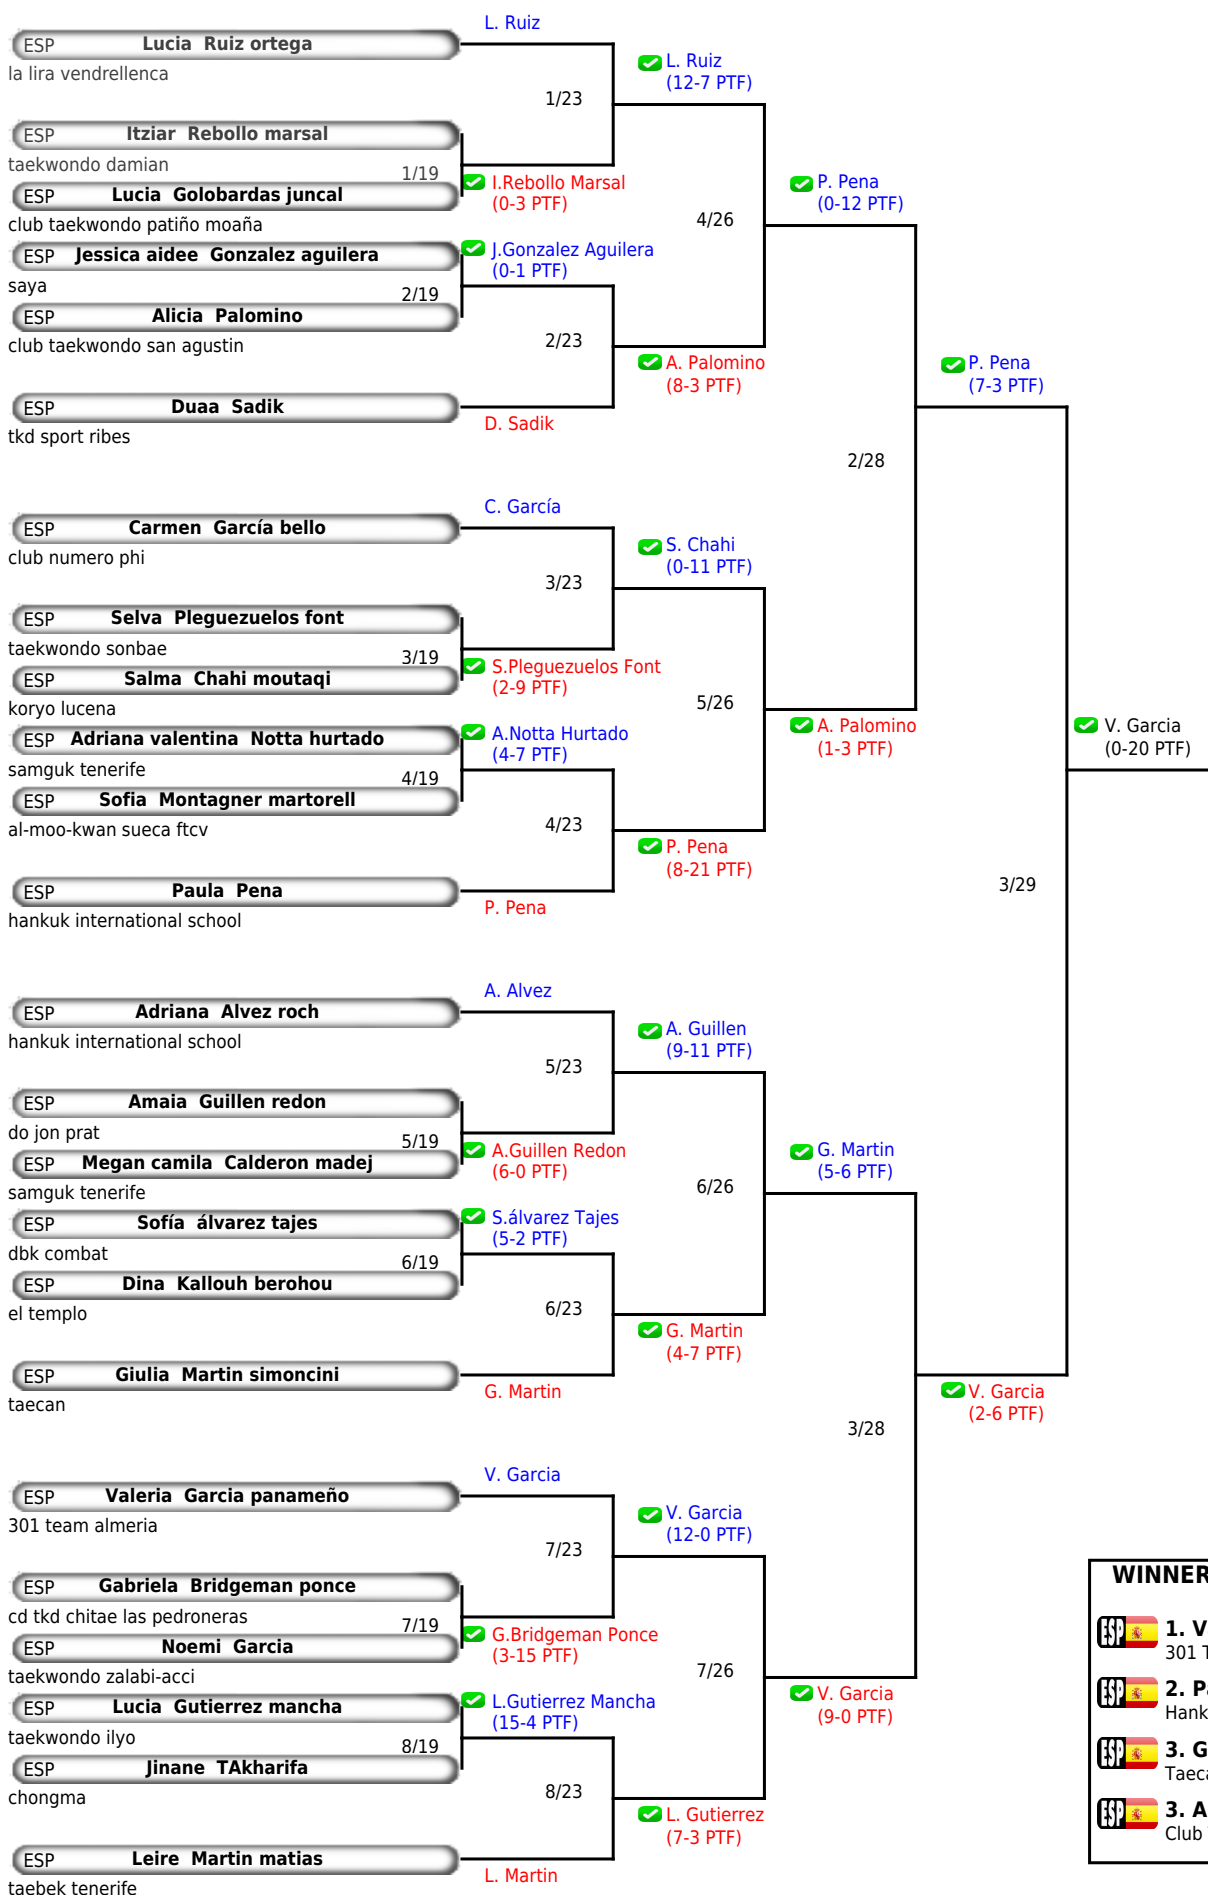 L. Ruiz
ESP Lucia Ruiz ortega
la lira vendrellenca
L. Ruiz
(12-7 PTF)
1/23
ESP Itziar Rebollo marsal
taekwondo damian
1/19
I.Rebollo Marsal
(0-3 PTF)
ESP Lucia Golobardas juncal
club taekwondo patiño moaña
P. Pena
(0-12 PTF)
4/26
ESP Jessica aidee Gonzalez aguilera
saya
J.Gonzalez Aguilera
(0-1 PTF)
2/19
ESP Alicia Palomino
club taekwondo san agustin
2/23
A. Palomino
(8-3 PTF)
P. Pena
(7-3 PTF)
ESP Duaa Sadik
tkd sport ribes
D. Sadik
2/28
C. García
ESP Carmen García bello
club numero phi
S. Chahi
(0-11 PTF)
3/23
ESP Selva Pleguezuelos font
taekwondo sonbae
3/19
S.Pleguezuelos Font
(2-9 PTF)
ESP Salma Chahi moutaqi
koryo lucena
5/26
A. Palomino
(1-3 PTF)
V. Garcia
(0-20 PTF)
ESP Adriana valentina Notta hurtado
samguk tenerife
A.Notta Hurtado
(4-7 PTF)
4/19
ESP Sofia Montagner martorell
al-moo-kwan sueca ftcv
4/23
P. Pena
(8-21 PTF)
ESP Paula Pena
hankuk international school
P. Pena
3/29
A. Alvez
ESP Adriana Alvez roch
hankuk international school
A. Guillen
(9-11 PTF)
5/23
ESP Amaia Guillen redon
do jon prat
5/19
A.Guillen Redon
(6-0 PTF)
ESP Megan camila Calderon madej
samguk tenerife
G. Martin
(5-6 PTF)
6/26
ESP Sofía álvarez tajes
dbk combat
S.álvarez Tajes
(5-2 PTF)
6/19
ESP Dina Kallouh berohou
el templo
6/23
G. Martin
(4-7 PTF)
ESP Giulia Martin simoncini
taecan
G. Martin
V. Garcia
(2-6 PTF)
3/28
V. Garcia
ESP Valeria Garcia panameño
301 team almeria
V. Garcia
(12-0 PTF)
7/23
ESP Gabriela Bridgeman ponce
cd tkd chitae las pedroneras
7/19
G.Bridgeman Ponce
(3-15 PTF)
ESP Noemi Garcia
taekwondo zalabi-acci
7/26
V. Garcia
(9-0 PTF)
ESP Lucia Gutierrez mancha
taekwondo ilyo
L.Gutierrez Mancha
(15-4 PTF)
8/19
ESP Jinane TAkharifa
chongma
8/23
L. Gutierrez
(7-3 PTF)
ESP Leire Martin matias
taebek tenerife
L. Martin
WINNER
ESP 1. V
301 T
ESP 2. Pa
Hank
ESP 3. G
Taeca
ESP 3. A
Club